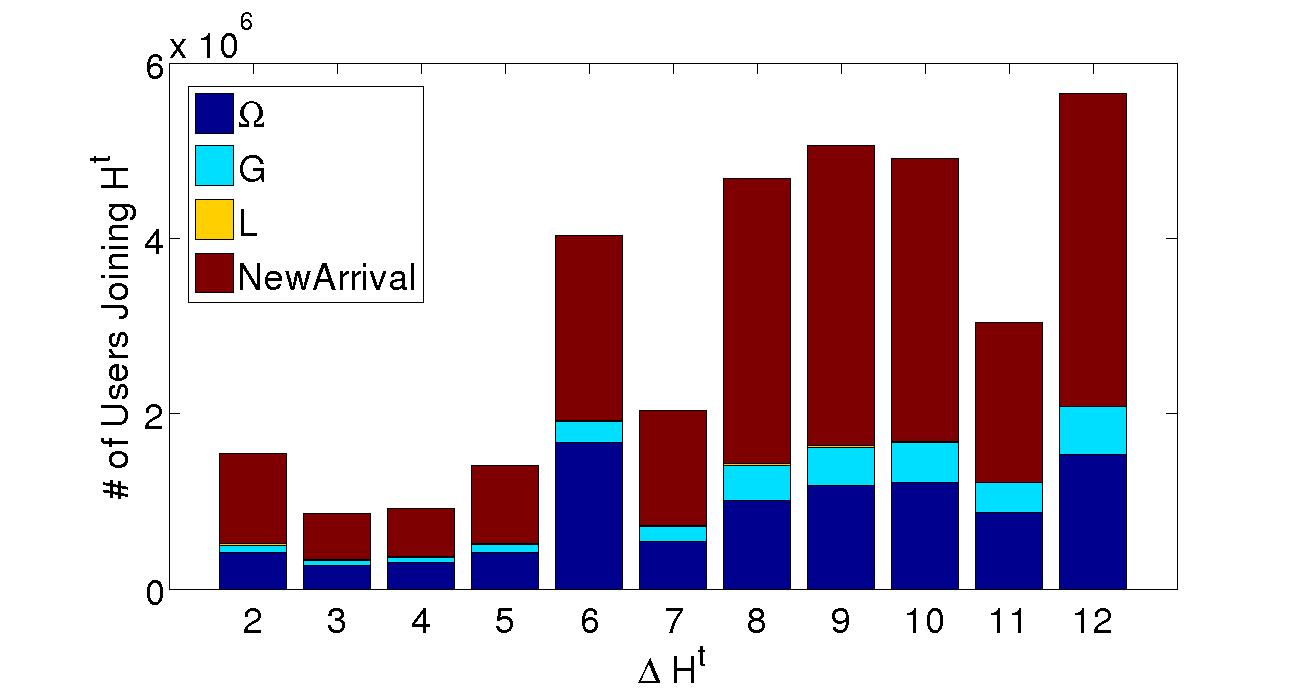 x 10^6
6
4
2
0
# of Users Joining H^t
Ω
G
L
NewArrival
2 3 4 5 6 7 8 9 10 11 12
Δ H^t